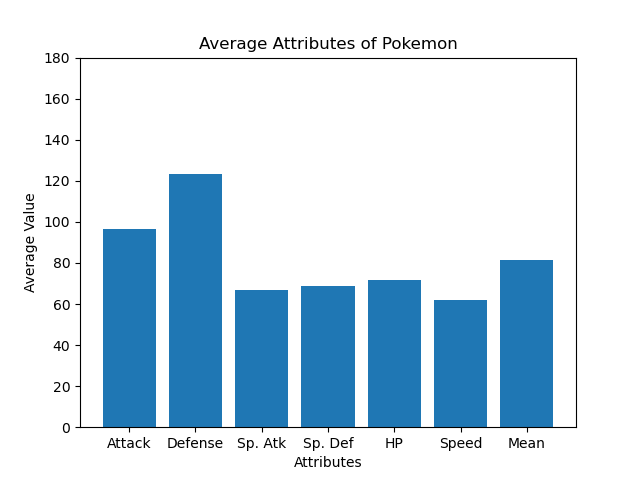 Average Attributes of Pokemon
180
160
140
120
100
80
60
40
20
0
Average Value
Attack Defense Sp. Atk Sp. Def HP Speed Mean
Attributes